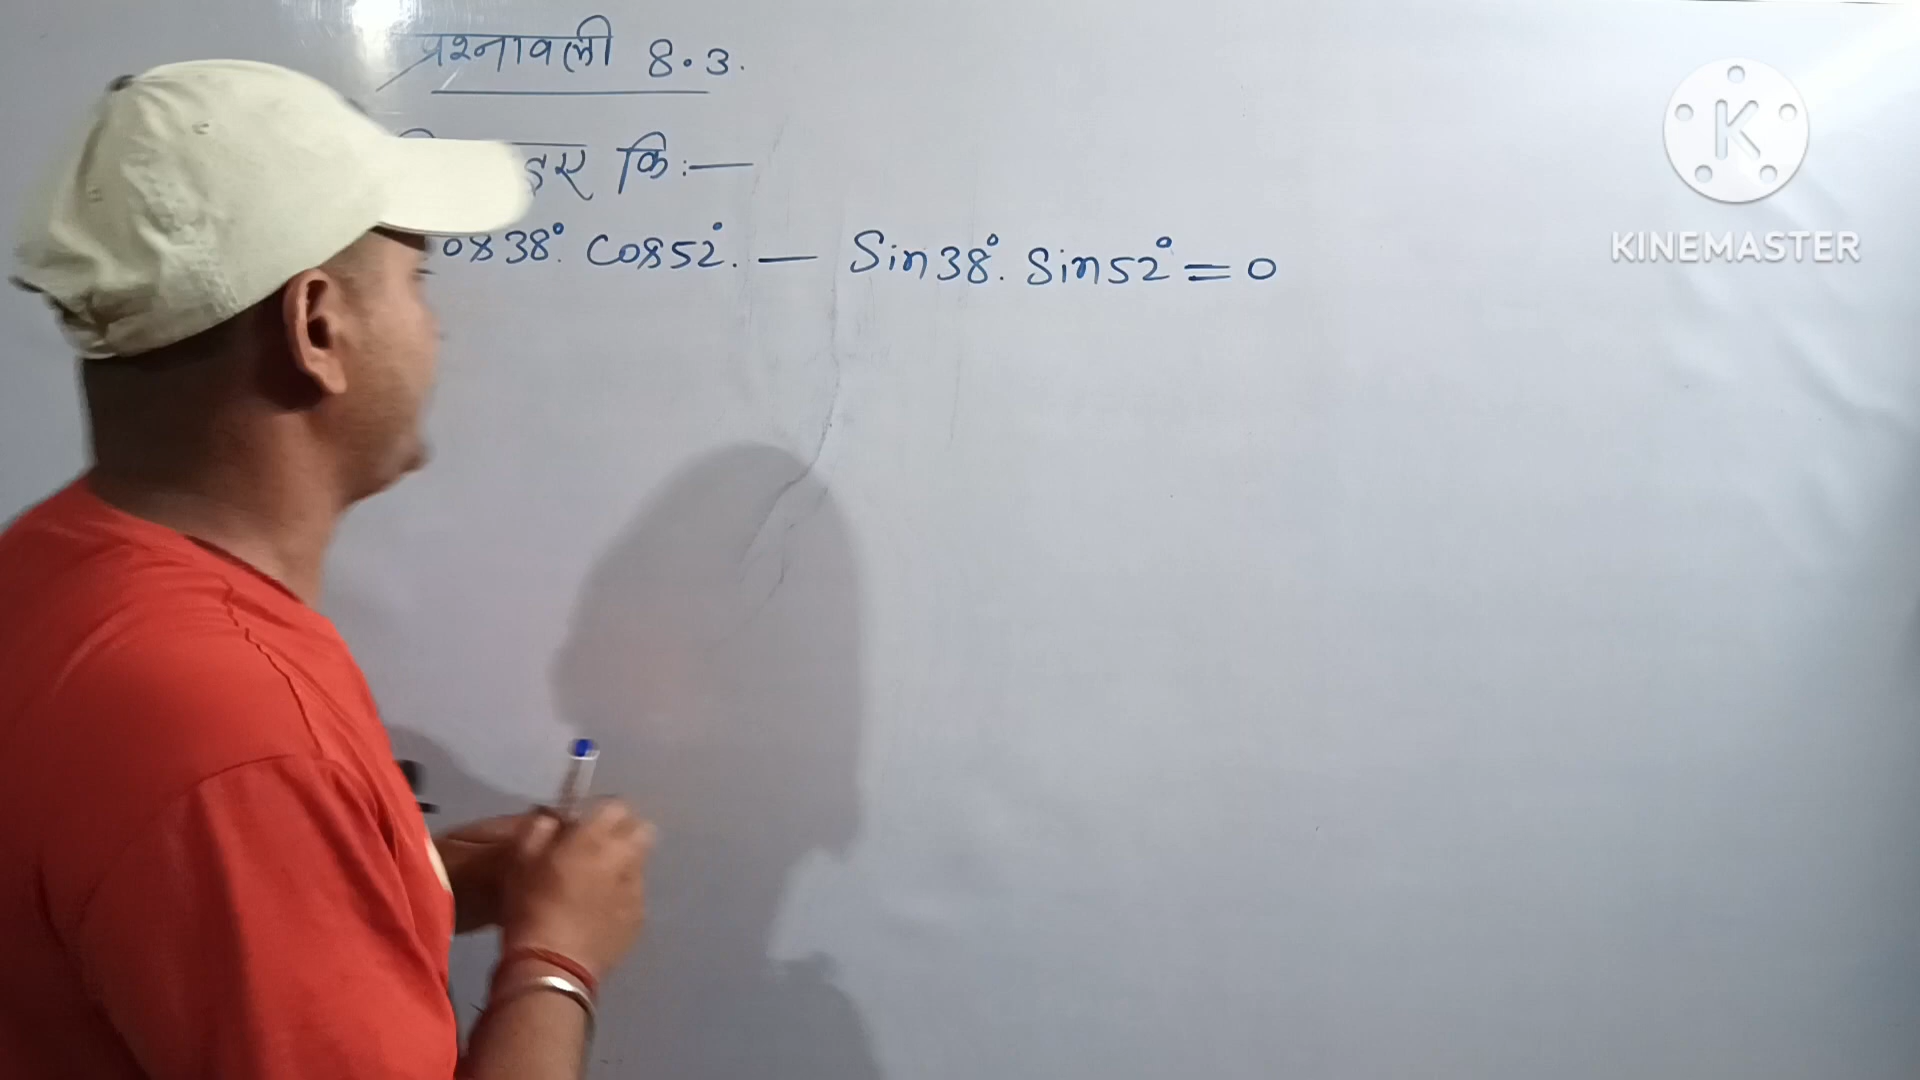 प्रश्नावली 8.3.
कि:—
Cos38°. Cos52°. — Sin38°. Sin52° = 0
K
KINEMASTER